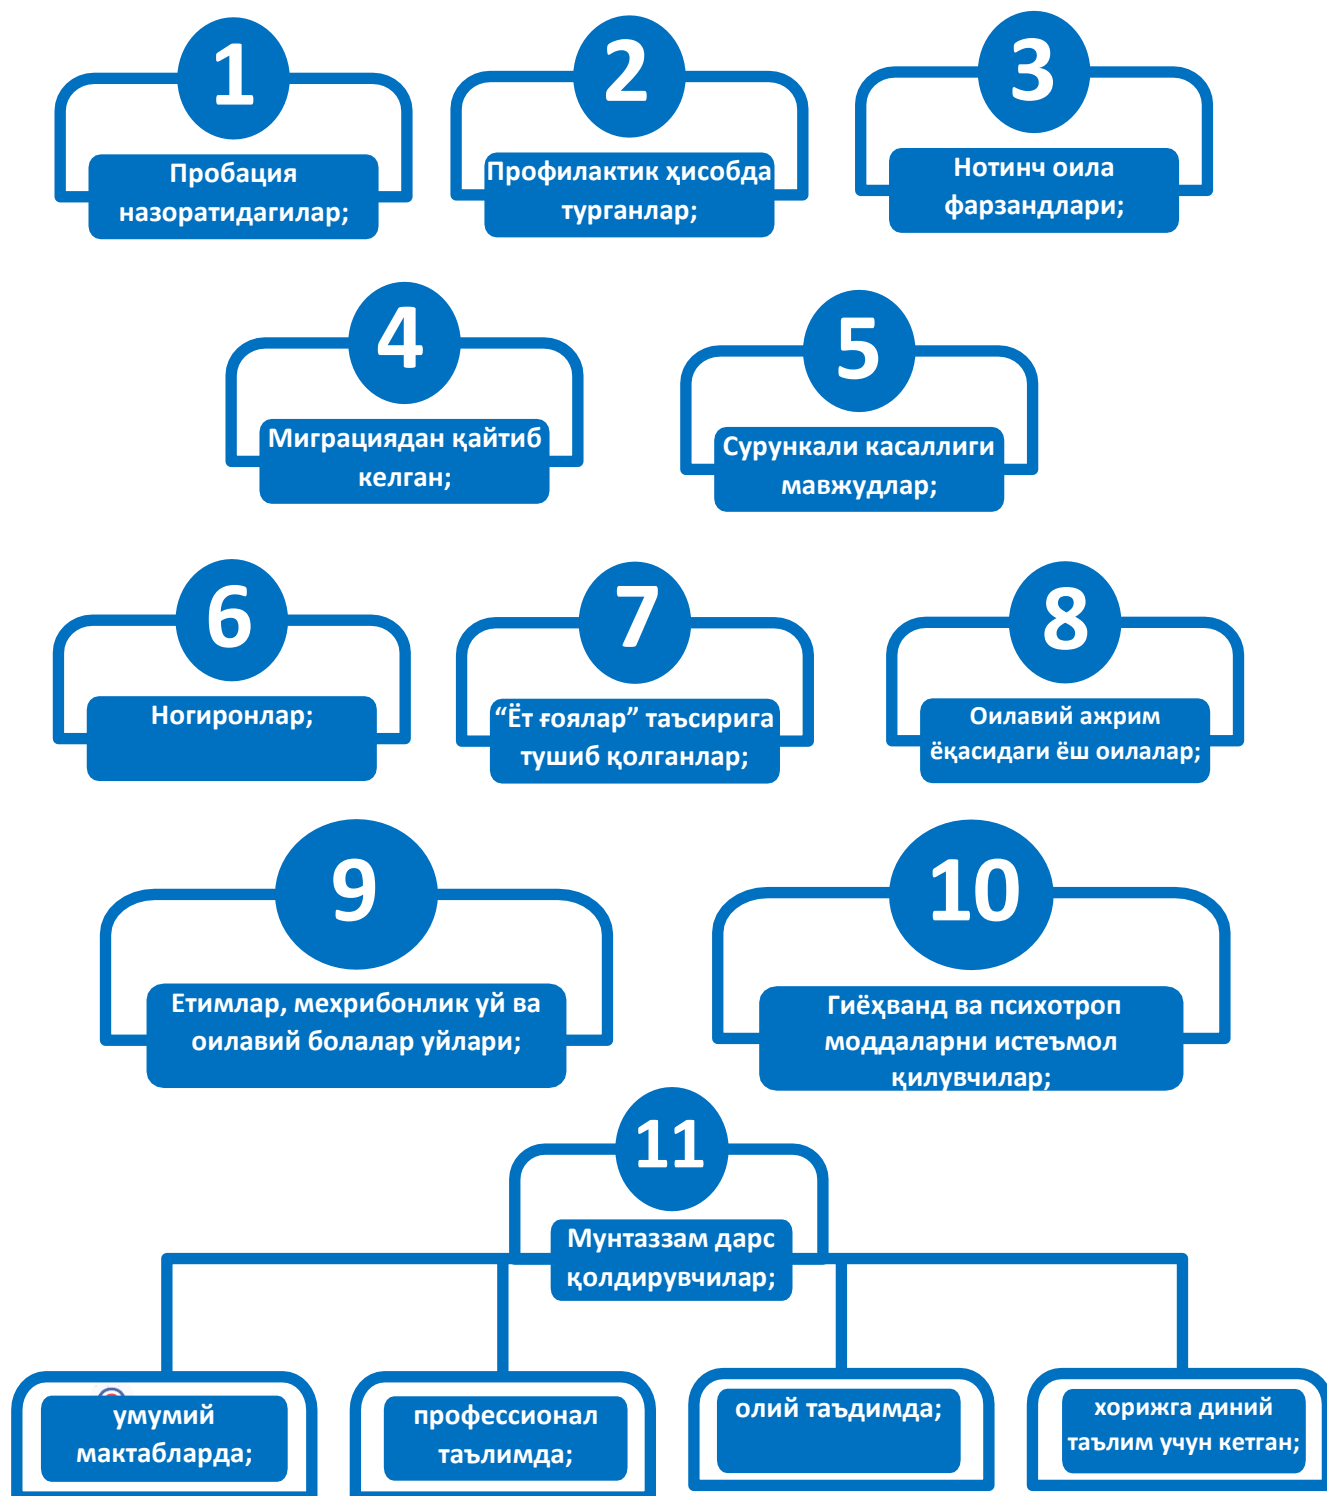 1
Пробация
назоратидагилар;
2
Профилактик ҳисобда
турганлар;
3
Нотинч оила
фарзандлари;
4
Миграциядан қайтиб
келган;
5
Сурункали касаллиги
мавжудлар;
6
Ногиронлар;
7
“Ёт ғоялар” таъсирига
тушиб қолганлар;
8
Оилавий ажрим
ёқасидаги ёш оилалар;
9
Етимлар, мехрибонлик уй ва
оилавий болалар уйлари;
10
Гиёҳванд ва психотроп
моддаларни истеъмол
қилувчилар;
11
Мунтаззам дарс
қолдирувчилар;
умумий
мактабларда;
профессионал
таълимда;
олий таъдимда;
хорижга диний
таълим учун кетган;